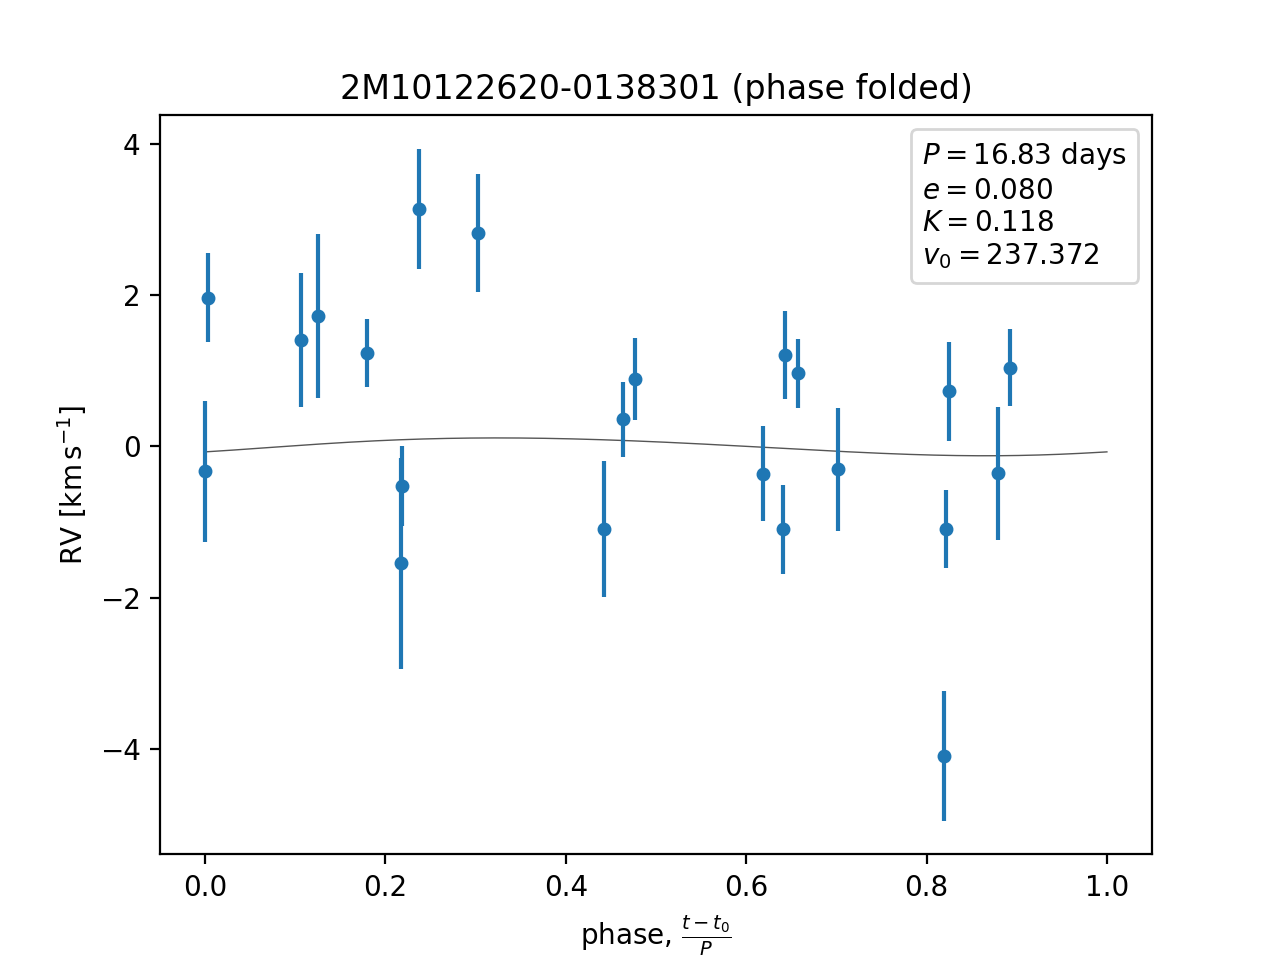 2M10122620-0138301 (phase folded)
P = 16.83 days
e = 0.080
K = 0.118
v₀ = 237.372
4
2
0
−2
−4
RV [km s⁻¹]
0.0 0.2 0.4 0.6 0.8 1.0
phase, (t − t₀)/P